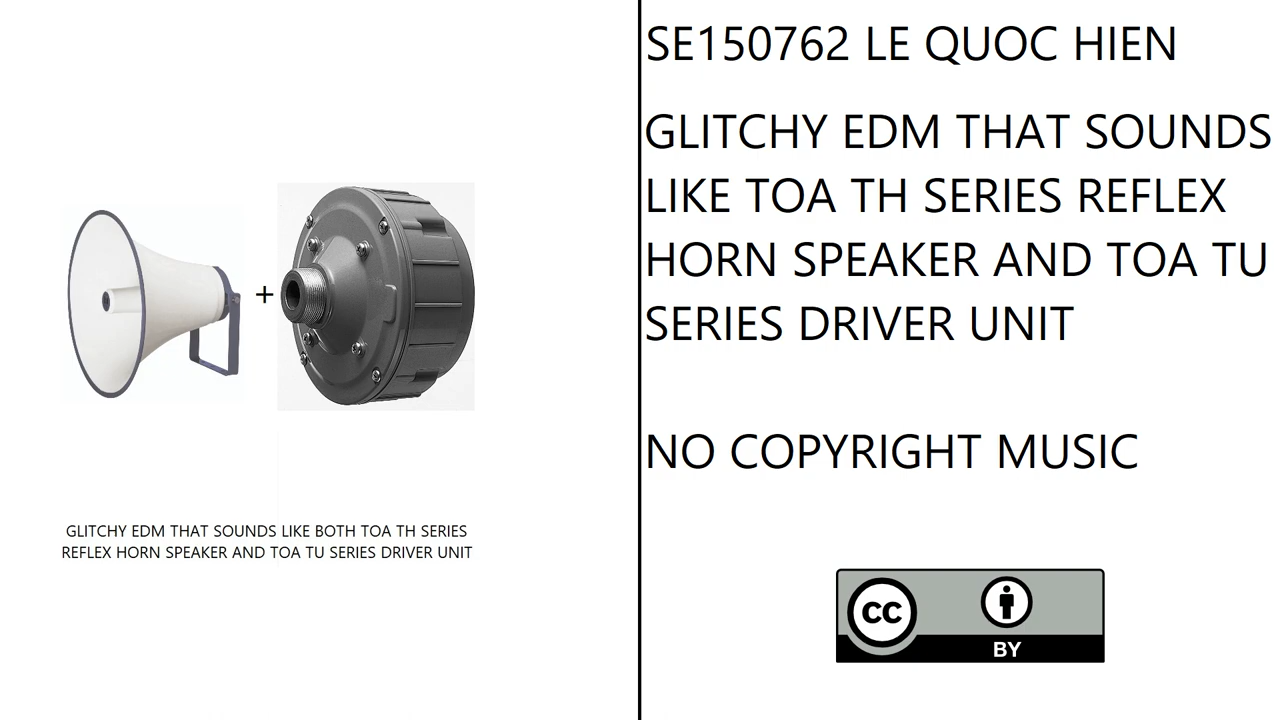 +
GLITCHY EDM THAT SOUNDS LIKE BOTH TOA TH SERIES
REFLEX HORN SPEAKER AND TOA TU SERIES DRIVER UNIT
SE150762 LE QUOC HIEN
GLITCHY EDM THAT SOUNDS
LIKE TOA TH SERIES REFLEX
HORN SPEAKER AND TOA TU
SERIES DRIVER UNIT
NO COPYRIGHT MUSIC
CC
BY